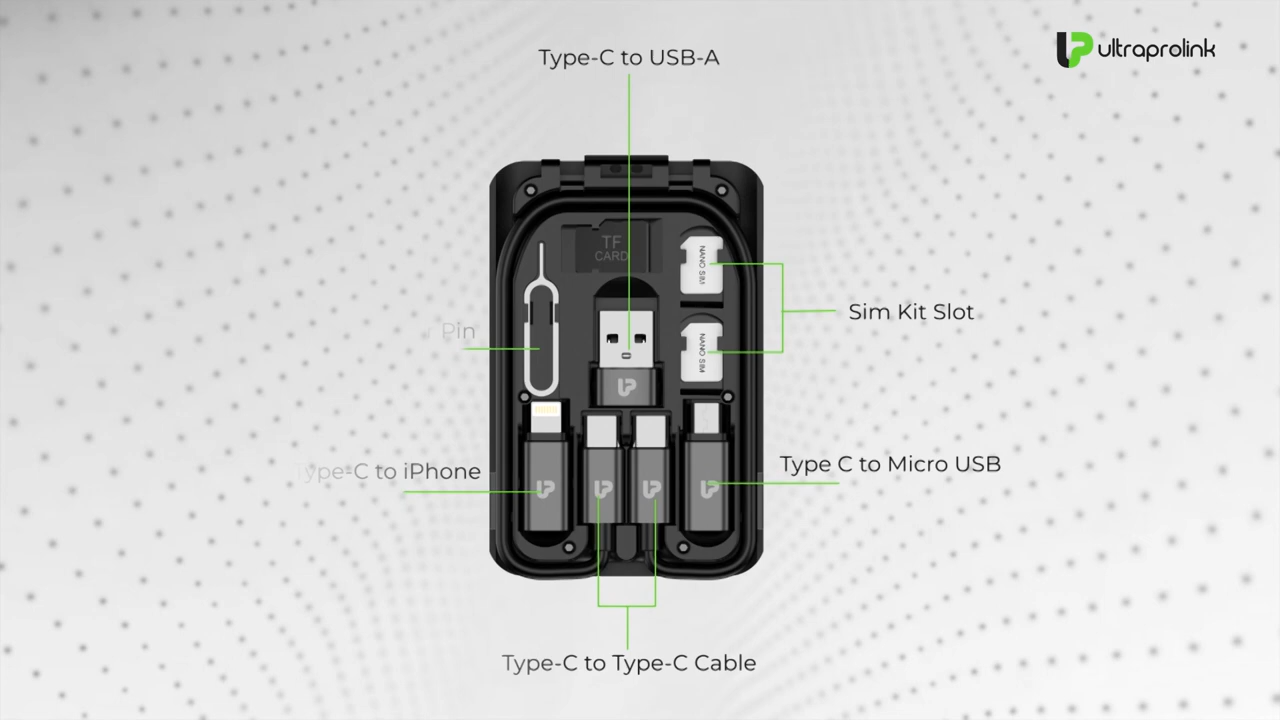 Type-C to USB-A
ultraprolink
TF
CARD
NANO SIM
Sim Kit Slot
Pin
NANO SIM
Type-C to iPhone
Type C to Micro USB
Type-C to Type-C Cable